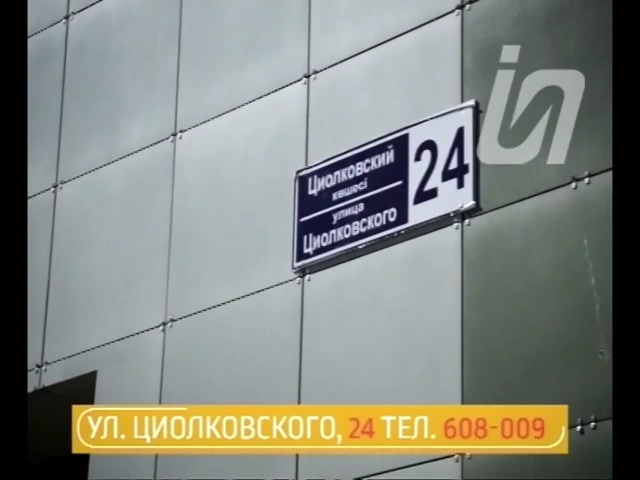 Циолковский
көшесі
улица
Циолковского
24
УЛ. ЦИОЛКОВСКОГО, 24 ТЕЛ. 608-009